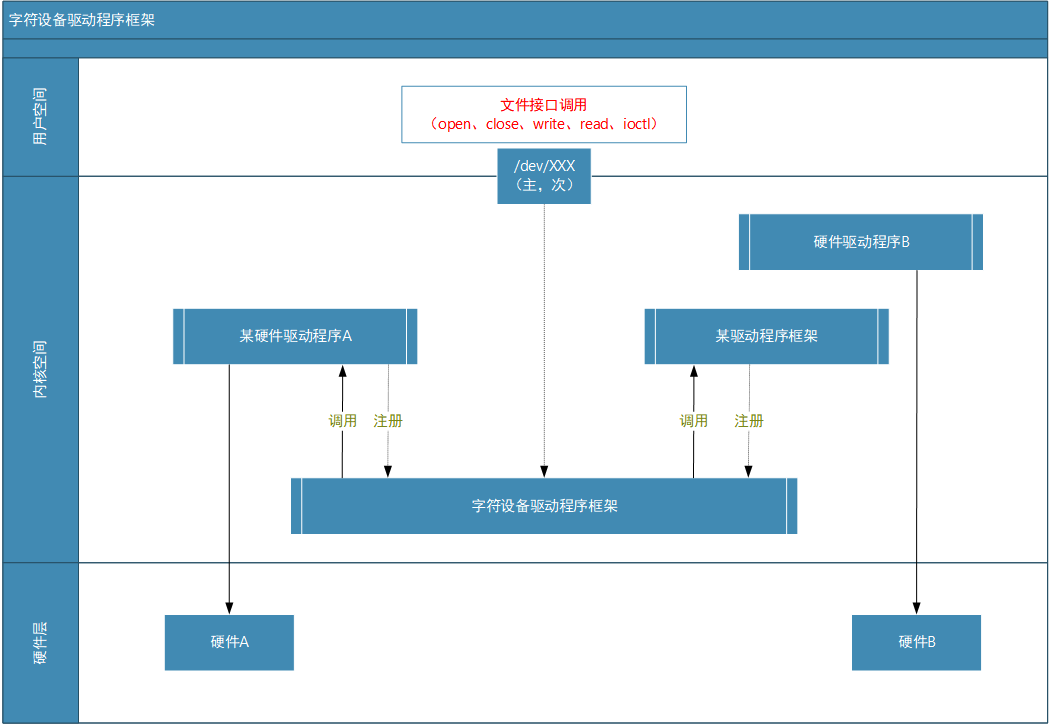 字符设备驱动程序框架
用户空间
文件接口调用
（open、close、write、read、ioctl）
/dev/XXX
（主，次）
内核空间
硬件驱动程序B
某硬件驱动程序A
某驱动程序框架
调用
注册
调用
注册
字符设备驱动程序框架
硬件层
硬件A
硬件B